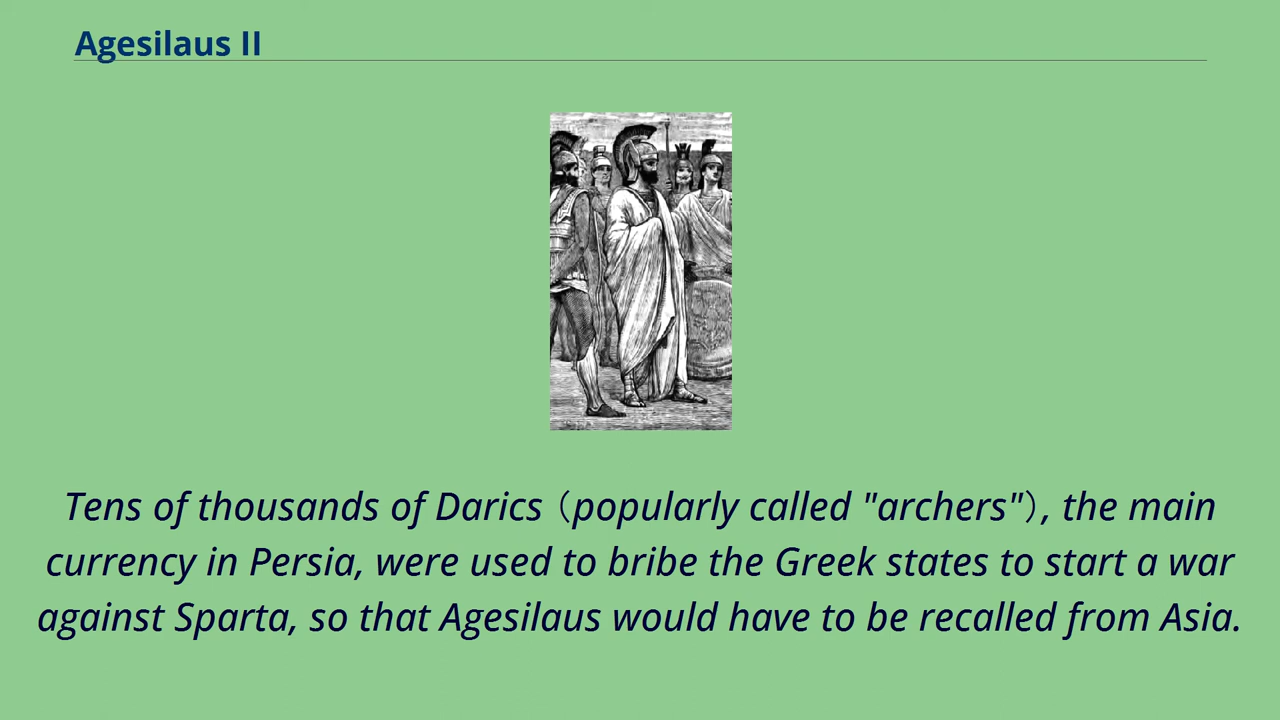 Agesilaus II
Tens of thousands of Darics（popularly called "archers"）, the main
currency in Persia, were used to bribe the Greek states to start a war
against Sparta, so that Agesilaus would have to be recalled from Asia.